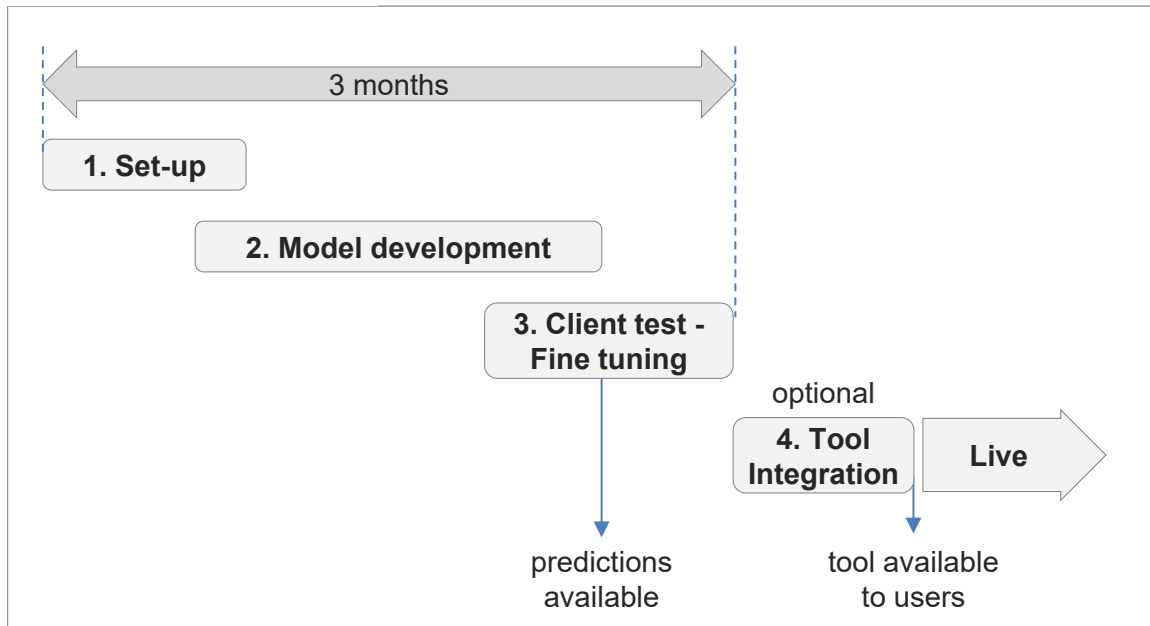 3 months
1. Set-up
2. Model development
3. Client test -
Fine tuning
optional
4. Tool
Integration
Live
predictions
available
tool available
to users